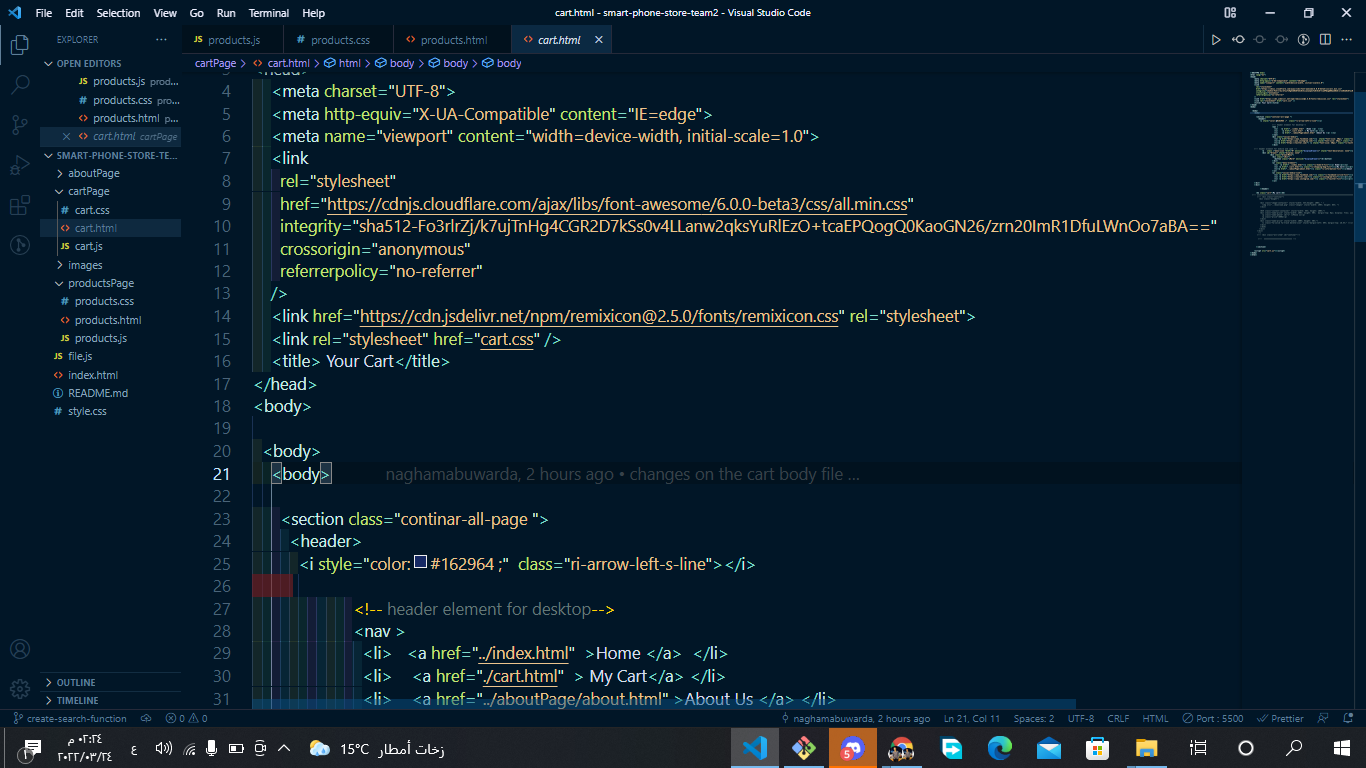 File Edit Selection View Go Run Terminal Help
cart.html - smart-phone-store-team2 - Visual Studio Code
EXPLORER
products.js
products.css
products.html
cart.html
OPEN EDITORS
products.js prod...
products.css pro...
products.html p...
cart.html cartPage
SMART-PHONE-STORE-TE...
aboutPage
cartPage
cart.css
cart.html
cart.js
images
productsPage
products.css
products.html
products.js
file.js
index.html
README.md
style.css
OUTLINE
TIMELINE
cartPage > cart.html > html > body > body > body
3 <head>
4 <meta charset="UTF-8">
5 <meta http-equiv="X-UA-Compatible" content="IE=edge">
6 <meta name="viewport" content="width=device-width, initial-scale=1.0">
7 <link
8 rel="stylesheet"
9 href="https://cdnjs.cloudflare.com/ajax/libs/font-awesome/6.0.0-beta3/css/all.min.css"
10 integrity="sha512-Fo3rlrZj/k7ujTnHg4CGR2D7kSs0v4LLanw2qksYuRlEzO+tcaEPQogQ0KaoGN26/zrn20ImR1DfuLWnOo7aBA=="
11 crossorigin="anonymous"
12 referrerpolicy="no-referrer"
13 />
14 <link href="https://cdn.jsdelivr.net/npm/remixicon@2.5.0/fonts/remixicon.css" rel="stylesheet">
15 <link rel="stylesheet" href="cart.css" />
16 <title> Your Cart</title>
17 </head>
18 <body>
19
20 <body>
21 <body> naghamabuwarda, 2 hours ago • changes on the cart body file ...
22
23 <section class="continar-all-page ">
24 <header>
25 <i style="color: #162964 ;" class="ri-arrow-left-s-line"></i>
26
27 <!-- header element for desktop-->
28 <nav >
29 <li> <a href="../index.html" >Home </a> </li>
30 <li> <a href="./cart.html" > My Cart</a> </li>
31 <li> <a href="../aboutPage/about.html" >About Us </a> </li>
create-search-function 0 0 naghamabuwarda, 2 hours ago Ln 21, Col 11 Spaces: 2 UTF-8 CRLF HTML Port : 5500 Prettier
٠٢:٢٤ م
٢٠٢٢/٠٣/٢٤
1
ع
15°C زخات أمطار
5